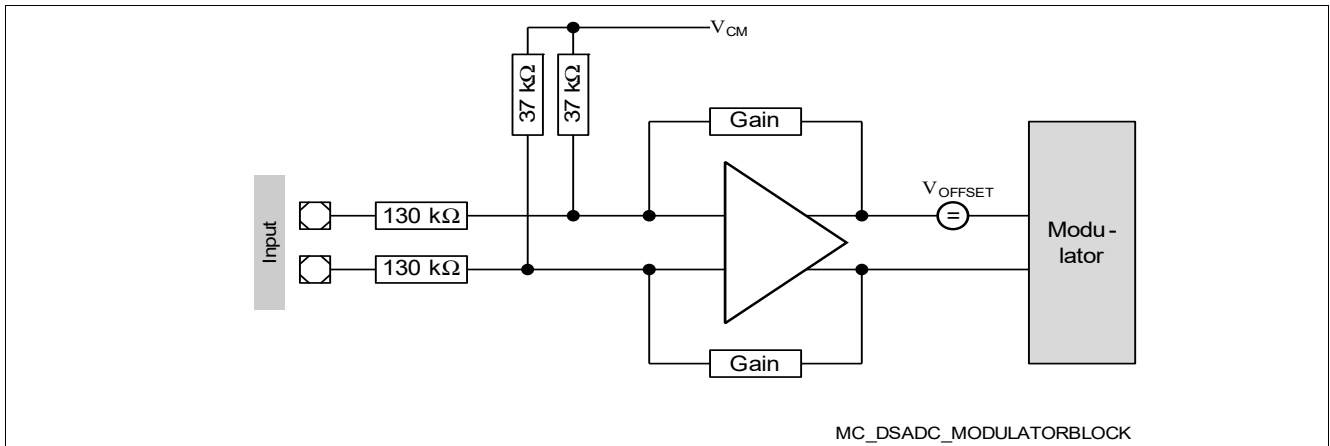 V_CM
37 kΩ
37 kΩ
Gain
V_OFFSET
=
Input
130 kΩ
130 kΩ
Modu-
lator
Gain
MC_DSADC_MODULATORBLOCK